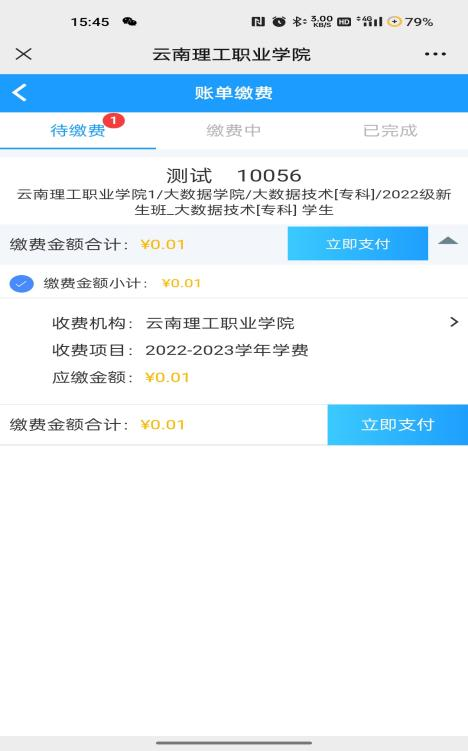 15:45 3.00 KB/S HD 4G 79%
云南理工职业学院
账单缴费
待缴费 1 缴费中 已完成
测试 10056
云南理工职业学院1/大数据学院/大数据技术[专科]/2022级新
生班_大数据技术[专科] 学生
缴费金额合计: ¥0.01 立即支付
缴费金额小计: ¥0.01
收费机构: 云南理工职业学院
收费项目: 2022-2023学年学费
应缴金额: ¥0.01
缴费金额合计: ¥0.01 立即支付